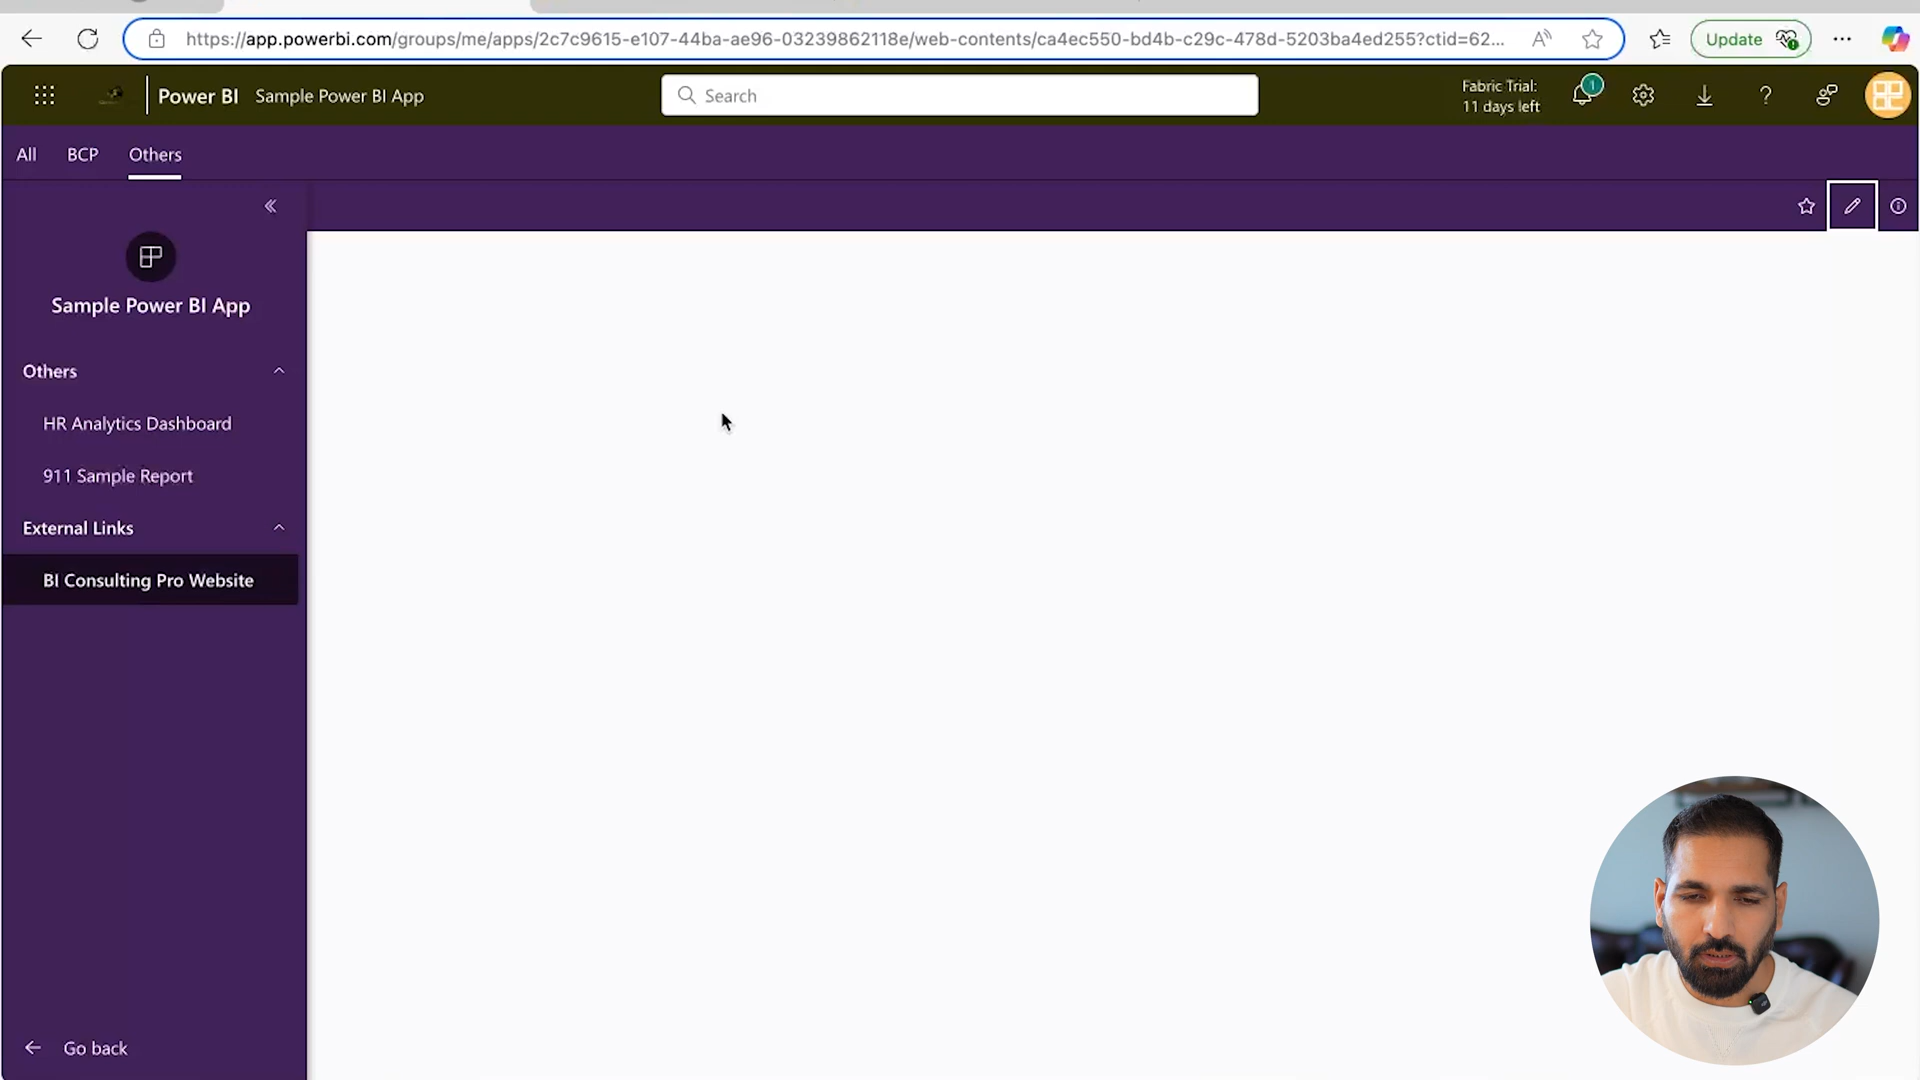 https://app.powerbi.com/groups/me/apps/2c7c9615-e107-44ba-ae96-03239862118e/web-contents/ca4ec550-bd4b-c29c-478d-5203ba4ed255?ctid=62...
Update
Power BI
Sample Power BI App
Search
Fabric Trial:
11 days left
1
All
BCP
Others
Sample Power BI App
Others
HR Analytics Dashboard
911 Sample Report
External Links
BI Consulting Pro Website
Go back